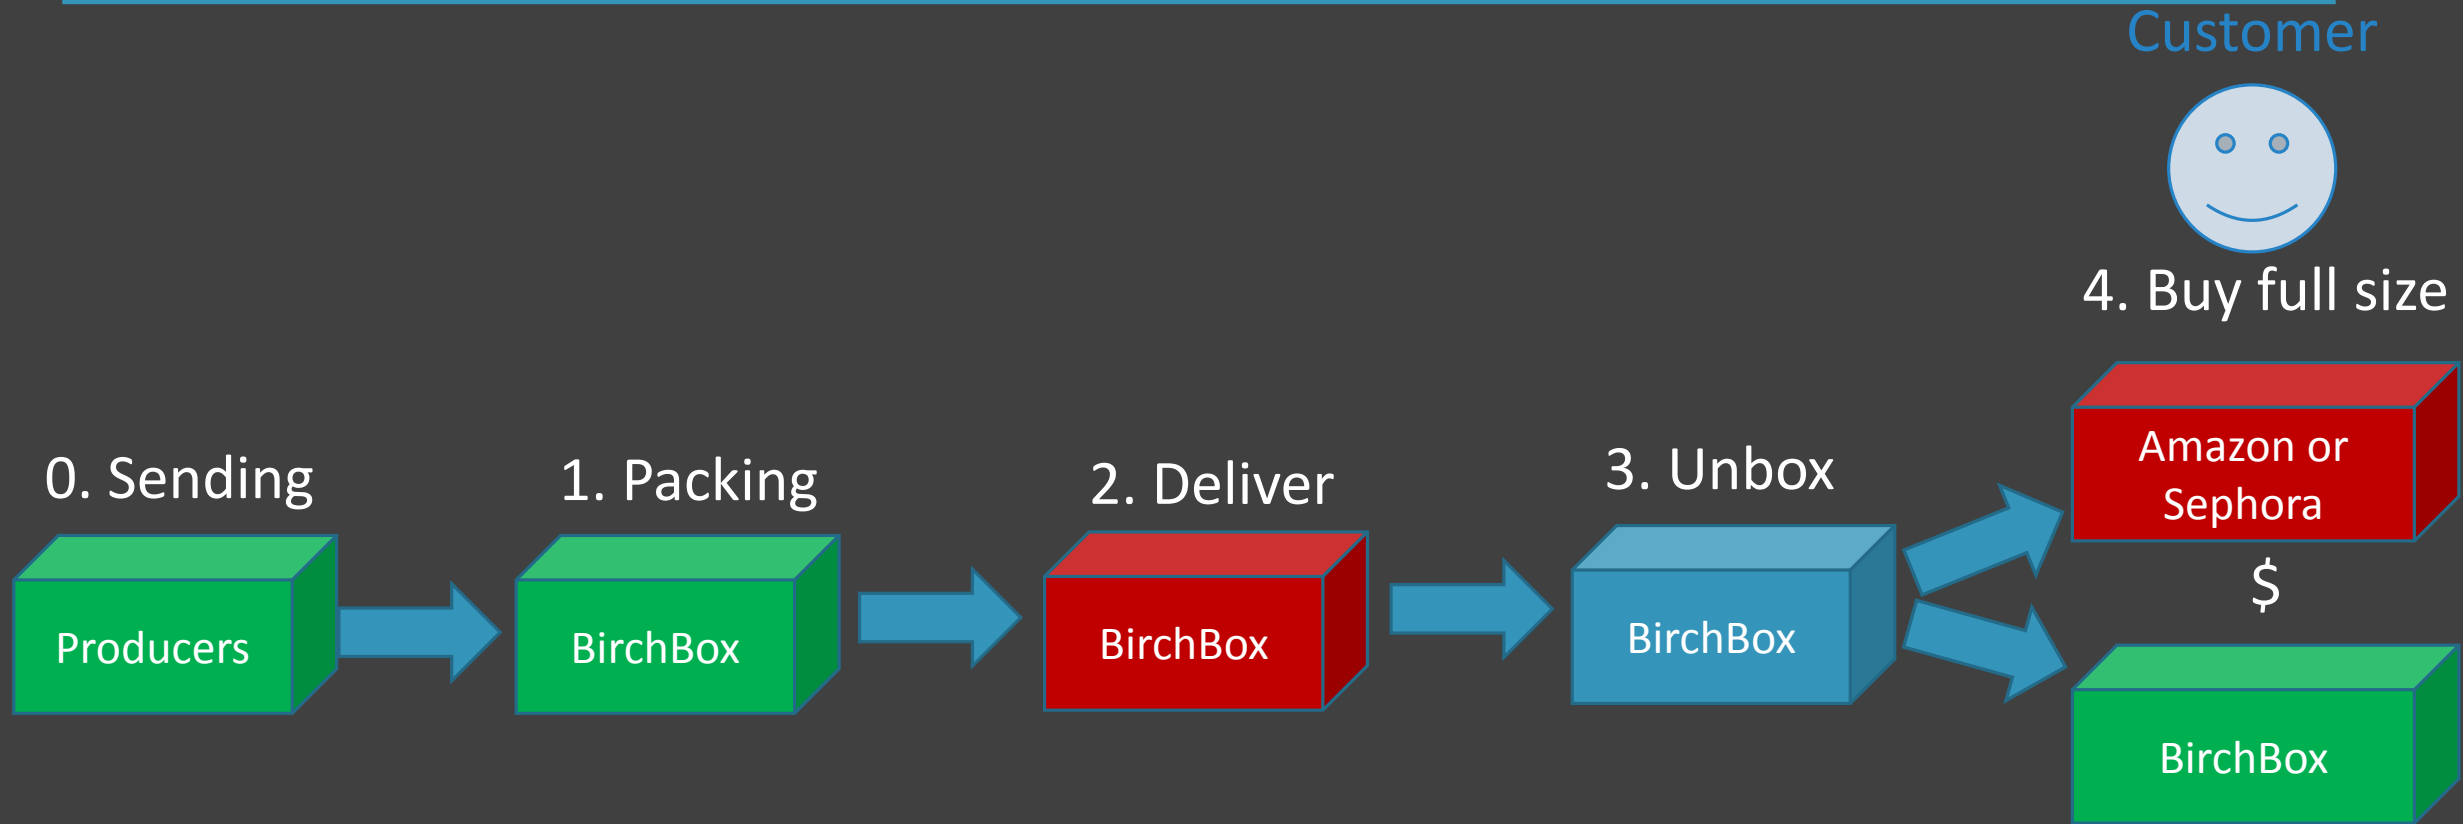 Customer
4. Buy full size
0. Sending
1. Packing
2. Deliver
3. Unbox
Producers
BirchBox
BirchBox
BirchBox
Amazon or
Sephora
$
BirchBox